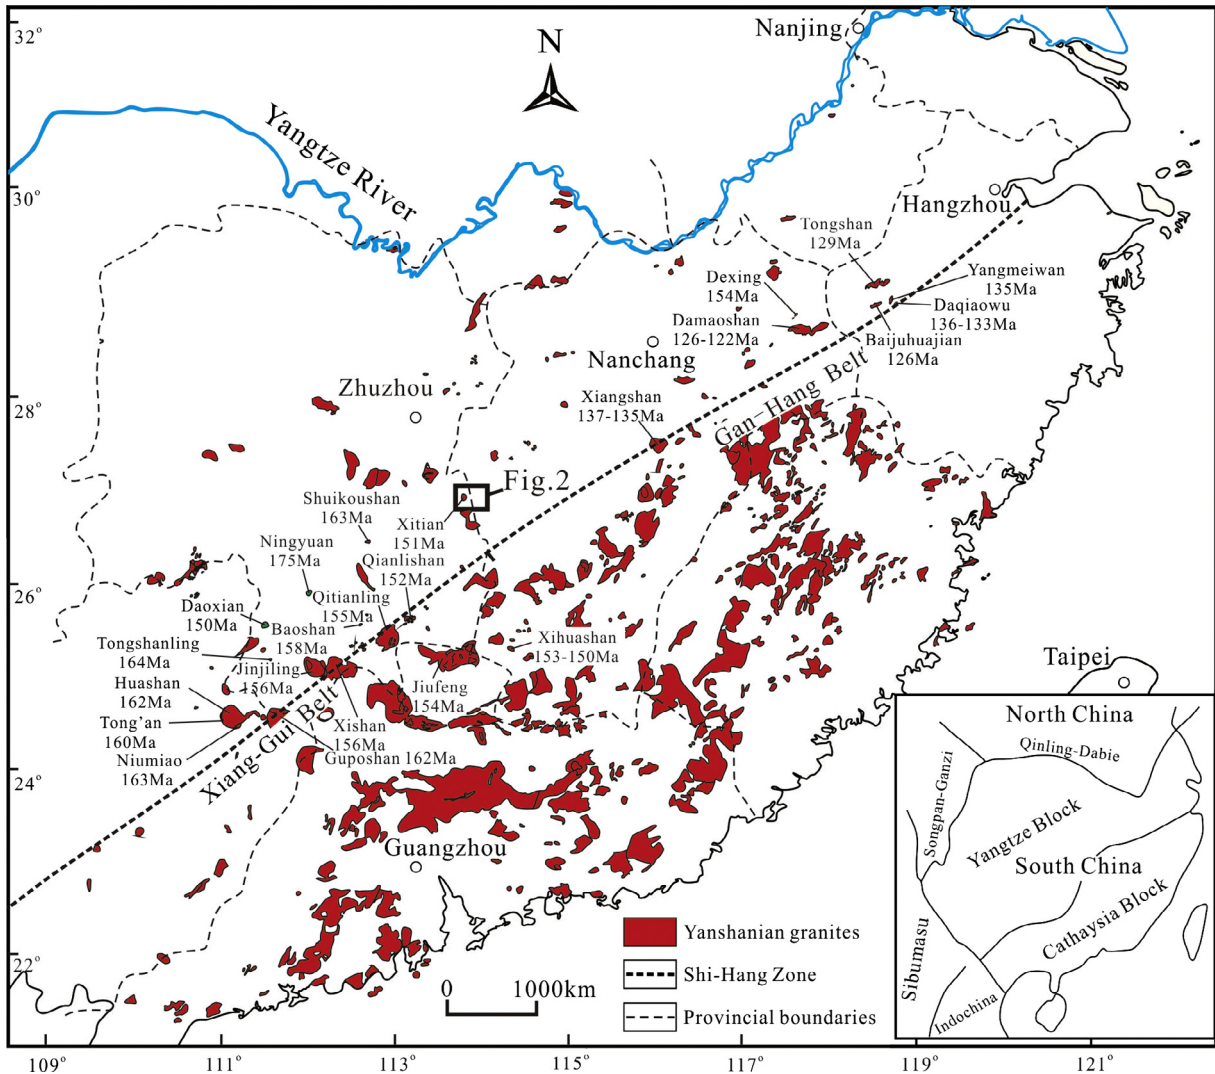 32°
30°
28°
26°
24°
22°
109°
111°
113°
115°
117°
119°
121°
N
Yangtze River
Nanjing
Hangzhou
Tongshan
129Ma
Yangmeiwan
135Ma
Dexing
154Ma
Daqiaowu
136-133Ma
Damaoshan
126-122Ma
Baijuhuajian
126Ma
Nanchang
Zhuzhou
Xiangshan
137-135Ma
Gan-Hang Belt
Fig.2
Shuikoushan
163Ma
Xitian
151Ma
Ningyuan
175Ma
Qianlishan
152Ma
Qitianling
155Ma
Daoxian
150Ma
Baoshan
158Ma
Tongshanling
164Ma
Jinjiling
156Ma
Xihuashan
153-150Ma
Huashan
162Ma
Jiufeng
154Ma
Tong'an
160Ma
Xishan
156Ma
Niumiao
163Ma
Guposhan 162Ma
Xiang-Gui Belt
Guangzhou
Taipei
Yanshanian granites
Shi-Hang Zone
Provincial boundaries
0 1000km
North China
Qinling-Dabie
Songpan-Ganzi
Yangtze Block
South China
Cathaysia Block
Sibumasu
Indochina